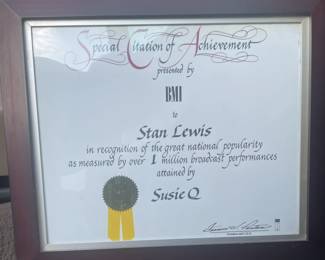 Special Citation of Achievement
presented by
BMI
to
Stan Lewis
in recognition of the great national popularity
as measured by over 1 million broadcast performances
attained by
Susie Q